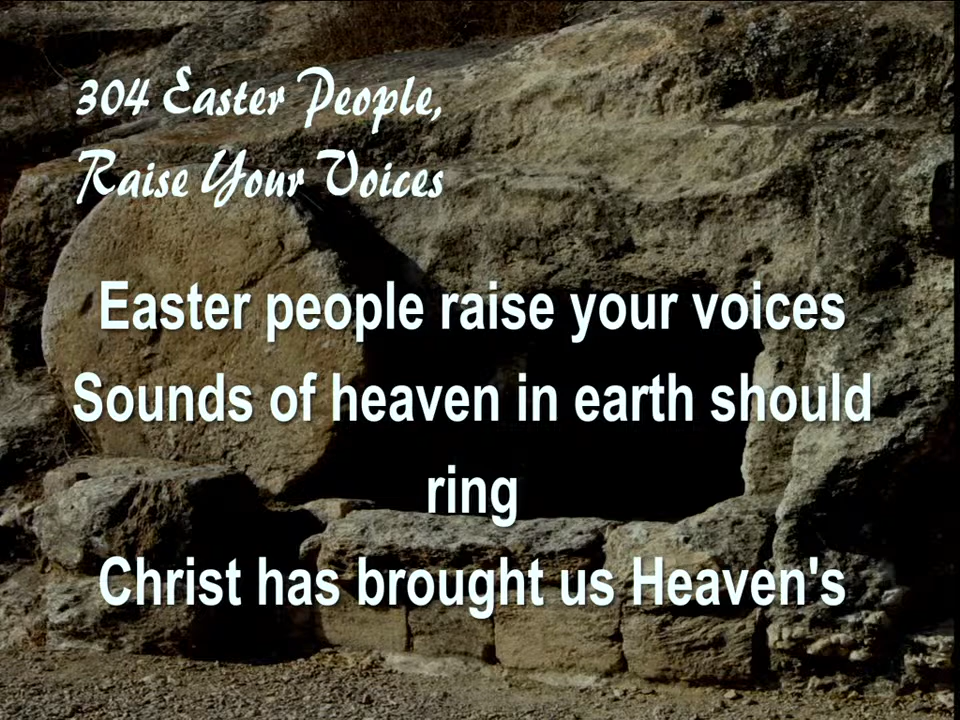 304 Easter People,
Raise Your Voices
Easter people raise your voices
Sounds of heaven in earth should
ring
Christ has brought us Heaven's